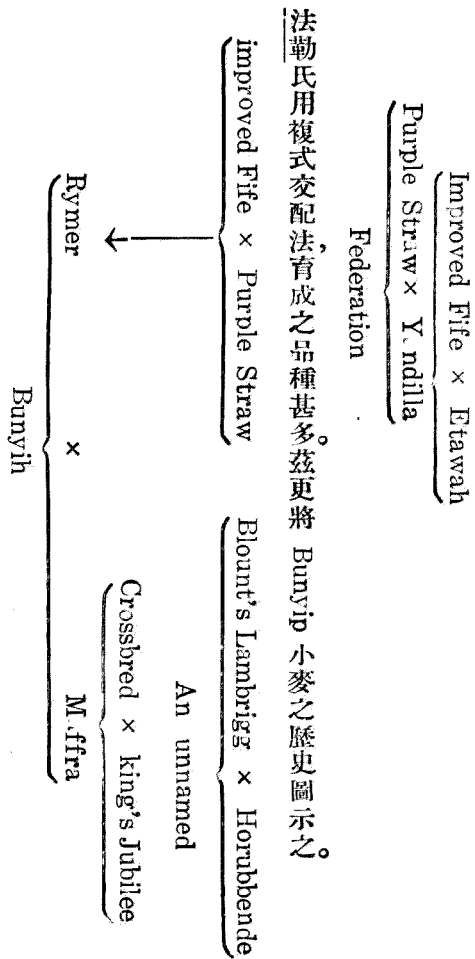 Improved Fife × Etawah
Purple Straw × Y.ndilla
Federation
法勒氏用複式交配法，育成之品種甚多。茲更將 Bunyip 小麥之歷史圖示之。
improved Fife × Purple Straw
Blount's Lambrigg × Horubbende
An unnamed
Crossbred × king's Jubilee
Rymer × M.ffra
Bunyih